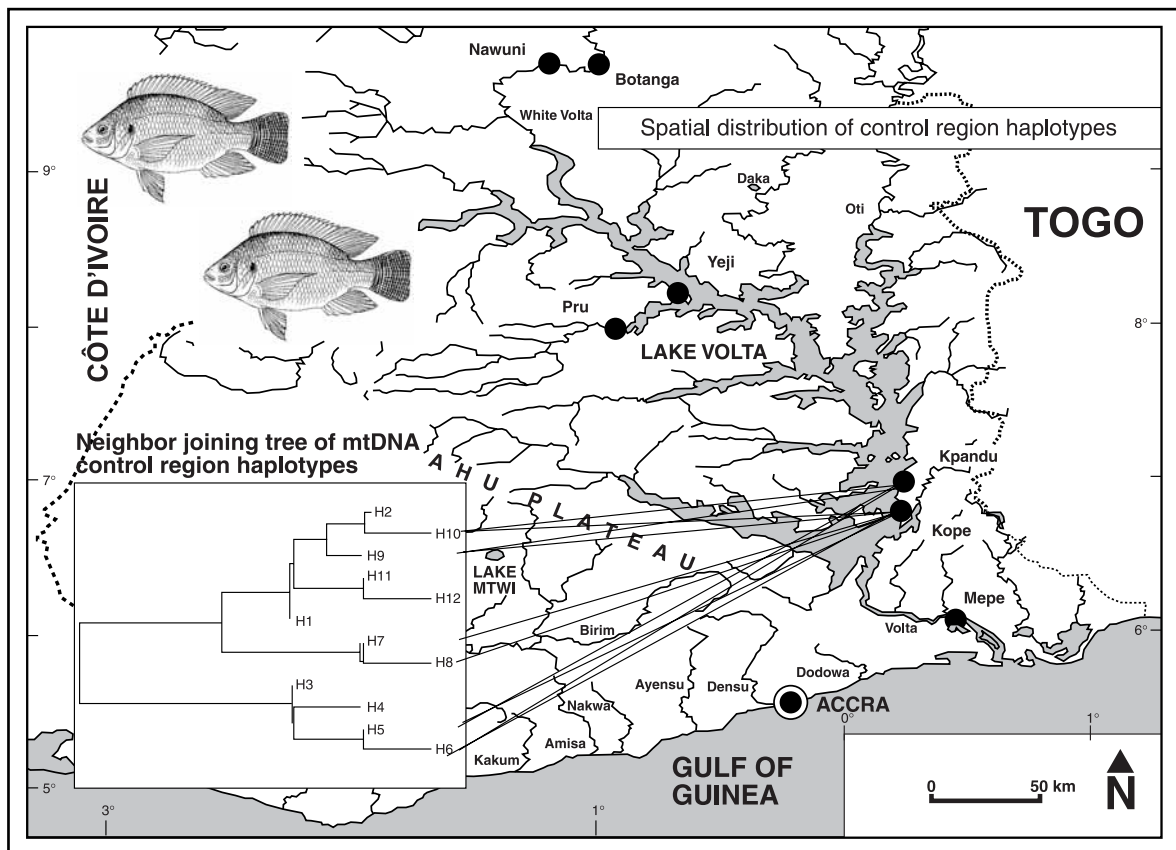 Nawuni
Botanga
White Volta
Spatial distribution of control region haplotypes
9°
Daka
Oti
TOGO
CÔTE D'IVOIRE
Yeji
Pru
8°
LAKE VOLTA
Neighbor joining tree of mtDNA
control region haplotypes
AHU PLATEAU
Kpandu
7°
H2
H10
H9
H11
H12
H1
H7
H8
H3
H4
H5
H6
LAKE
MTWI
Kope
Mepe
Volta
6°
Birim
Ayensu
Densu
Dodowa
Nakwa
ACCRA
0°
1°
Kakum
Amisa
GULF OF
GUINEA
5°
0
50 km
N
3°
1°